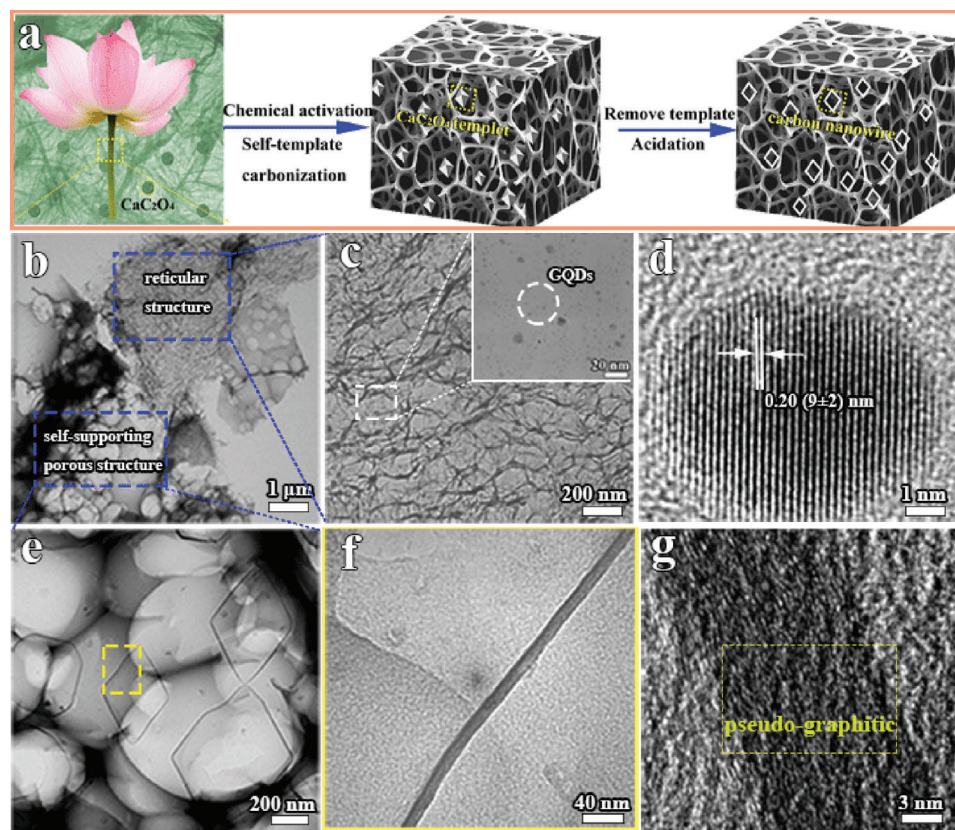 a
CaC₂O₄
Chemical activation
Self-template
carbonization
CaC₂O₄ templet
Remove template
Acidation
carbon nanowire
b
reticular
structure
self-supporting
porous structure
1 μm
c
GQDs
20 nm
200 nm
d
0.20 (9±2) nm
1 nm
e
200 nm
f
40 nm
g
pseudo-graphitic
3 nm